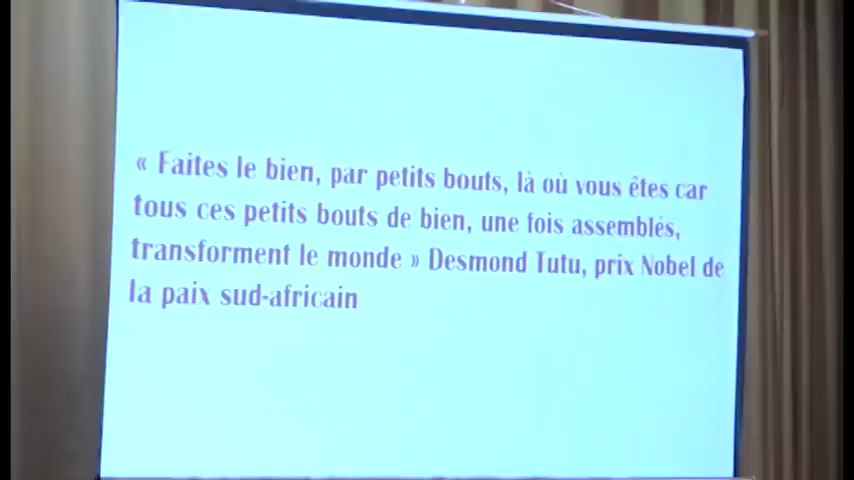 « Faites le bien, par petits bouts, là où vous êtes car
tous ces petits bouts de bien, une fois assemblés,
transforment le monde » Desmond Tutu, prix Nobel de
la paix sud-africain